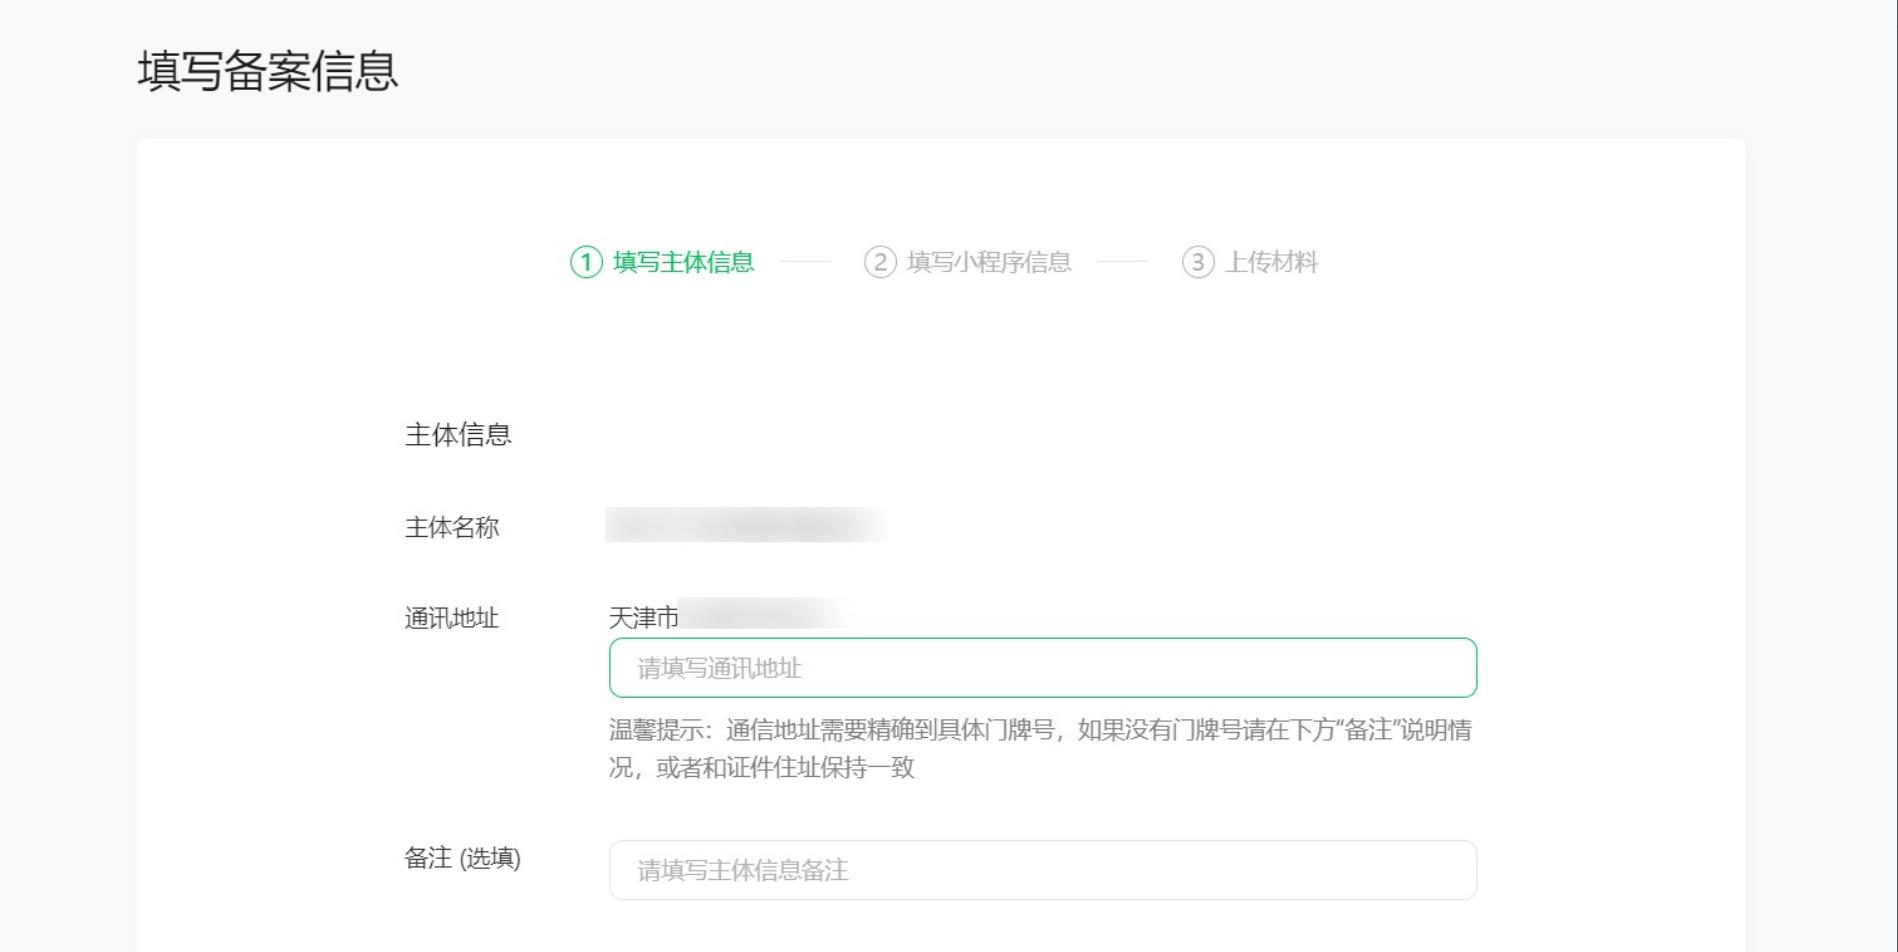 填写备案信息
1 填写主体信息 2 填写小程序信息 3 上传材料
主体信息
主体名称
通讯地址 天津市
请填写通讯地址
温馨提示：通信地址需要精确到具体门牌号，如果没有门牌号请在下方“备注”说明情
况，或者和证件住址保持一致
备注 (选填) 请填写主体信息备注